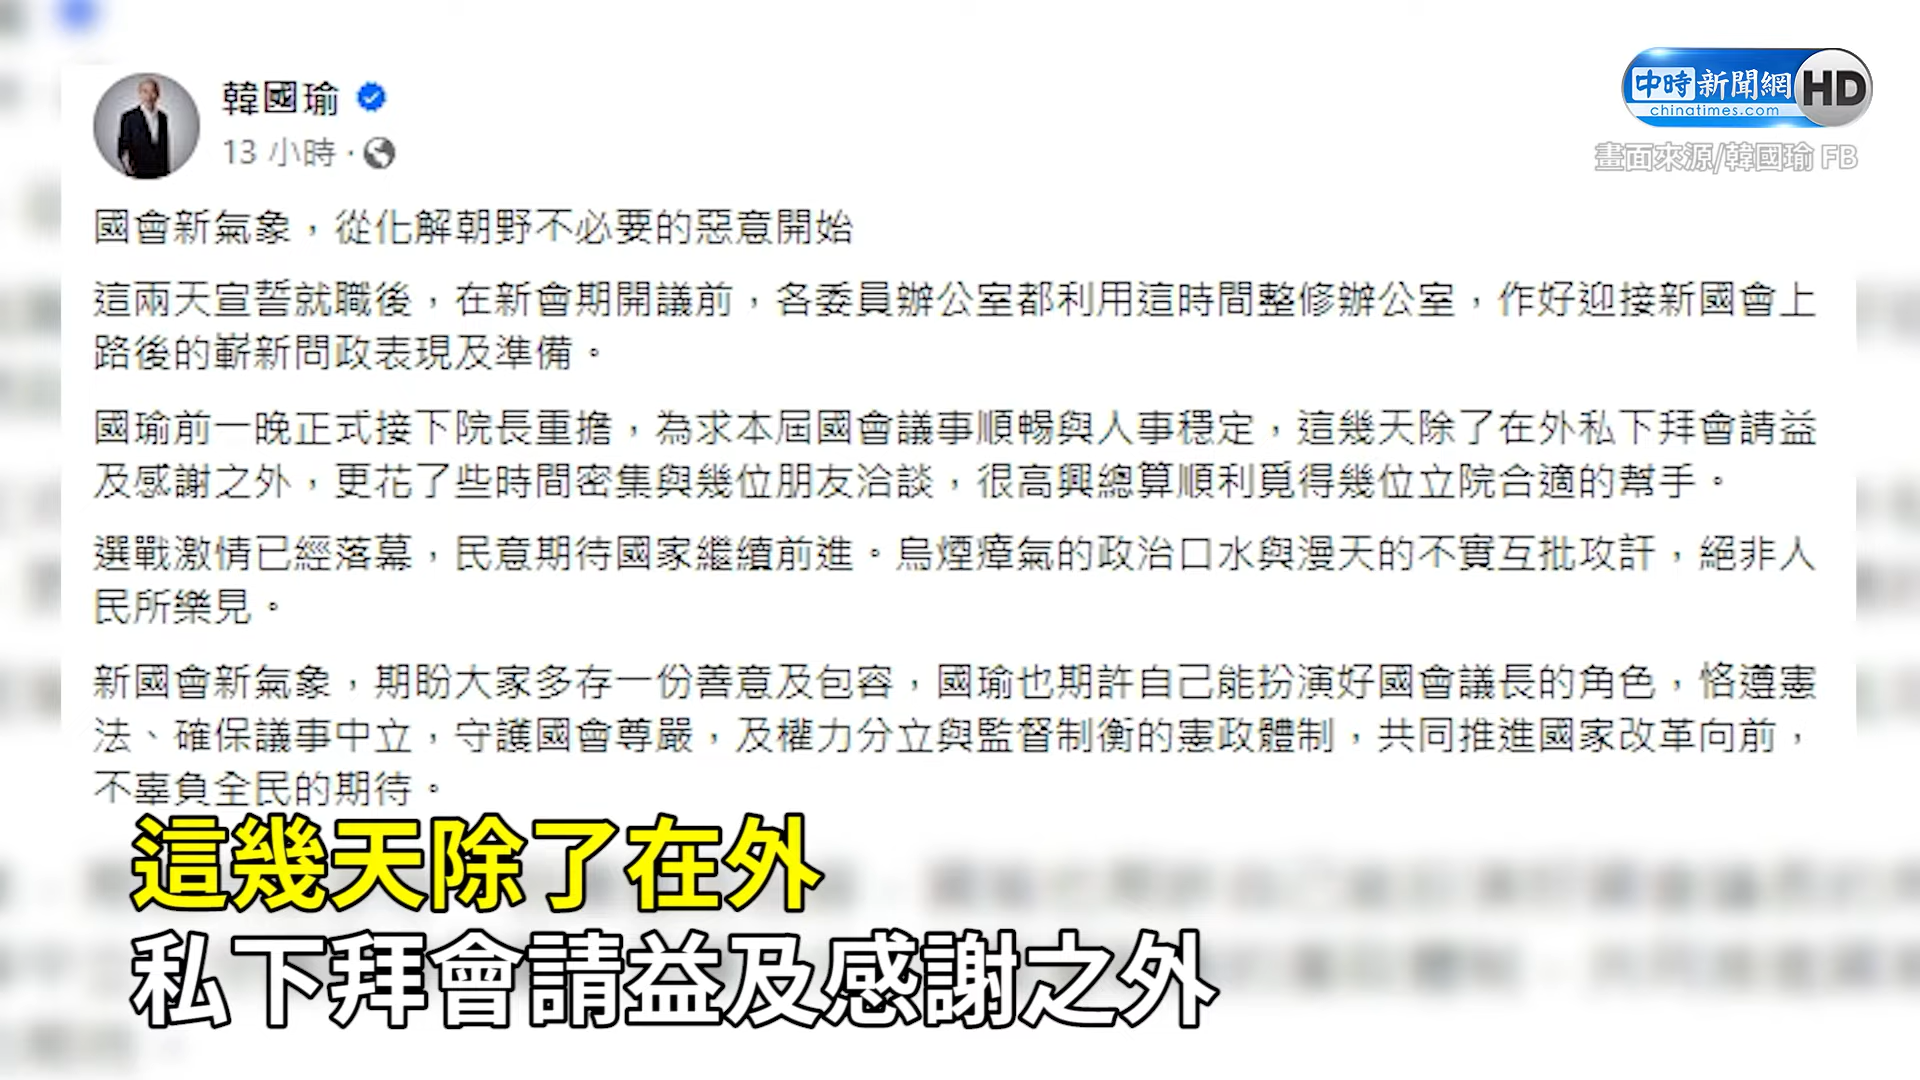 中時新聞網 HD
chinatimes.com
畫面來源/韓國瑜 FB
韓國瑜
13 小時 ·
國會新氣象，從化解朝野不必要的惡意開始
這兩天宣誓就職後，在新會期開議前，各委員辦公室都利用這時間整修辦公室，作好迎接新國會上
路後的嶄新問政表現及準備。
國瑜前一晚正式接下院長重擔，為求本屆國會議事順暢與人事穩定，這幾天除了在外私下拜會請益
及感謝之外，更花了些時間密集與幾位朋友洽談，很高興總算順利覓得幾位立院合適的幫手。
選戰激情已經落幕，民意期待國家繼續前進。烏煙瘴氣的政治口水與漫天的不實互批攻訐，絕非人
民所樂見。
新國會新氣象，期盼大家多存一份善意及包容，國瑜也期許自己能扮演好國會議長的角色，恪遵憲
法、確保議事中立，守護國會尊嚴，及權力分立與監督制衡的憲政體制，共同推進國家改革向前，
不辜負全民的期待。
這幾天除了在外
私下拜會請益及感謝之外